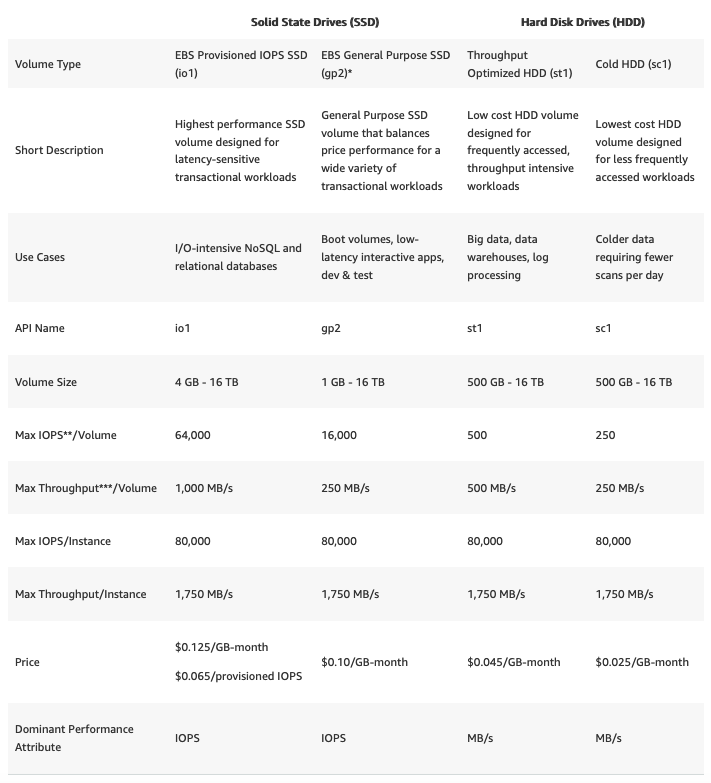 Solid State Drives (SSD) Hard Disk Drives (HDD)
Volume Type
EBS Provisioned IOPS SSD
(io1)
EBS General Purpose SSD
(gp2)*
Throughput
Optimized HDD (st1)
Cold HDD (sc1)
Short Description
Highest performance SSD
volume designed for
latency-sensitive
transactional workloads
General Purpose SSD
volume that balances
price performance for a
wide variety of
transactional workloads
Low cost HDD volume
designed for
frequently accessed,
throughput intensive
workloads
Lowest cost HDD
volume designed
for less frequently
accessed workloads
Use Cases
I/O-intensive NoSQL and
relational databases
Boot volumes, low-
latency interactive apps,
dev & test
Big data, data
warehouses, log
processing
Colder data
requiring fewer
scans per day
API Name io1 gp2 st1 sc1
Volume Size 4 GB - 16 TB 1 GB - 16 TB 500 GB - 16 TB 500 GB - 16 TB
Max IOPS**/Volume 64,000 16,000 500 250
Max Throughput***/Volume 1,000 MB/s 250 MB/s 500 MB/s 250 MB/s
Max IOPS/Instance 80,000 80,000 80,000 80,000
Max Throughput/Instance 1,750 MB/s 1,750 MB/s 1,750 MB/s 1,750 MB/s
Price
$0.125/GB-month
$0.065/provisioned IOPS
$0.10/GB-month
$0.045/GB-month
$0.025/GB-month
Dominant Performance
Attribute
IOPS
IOPS
MB/s
MB/s